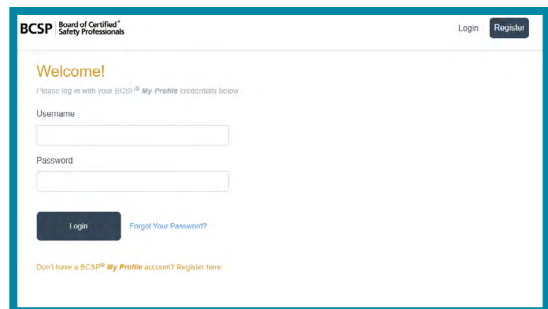 BCSP Board of Certified®
Safety Professionals
Login Register
Welcome!
Please log in with your BCSP® My Profile credentials below
Username
Password
Login Forgot Your Password?
Don't have a BCSP® My Profile account? Register here